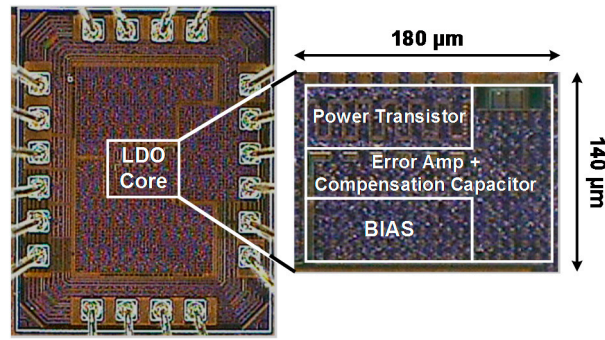 180 μm
LDO
Core
Power Transistor
Error Amp +
Compensation Capacitor
BIAS
140 μm